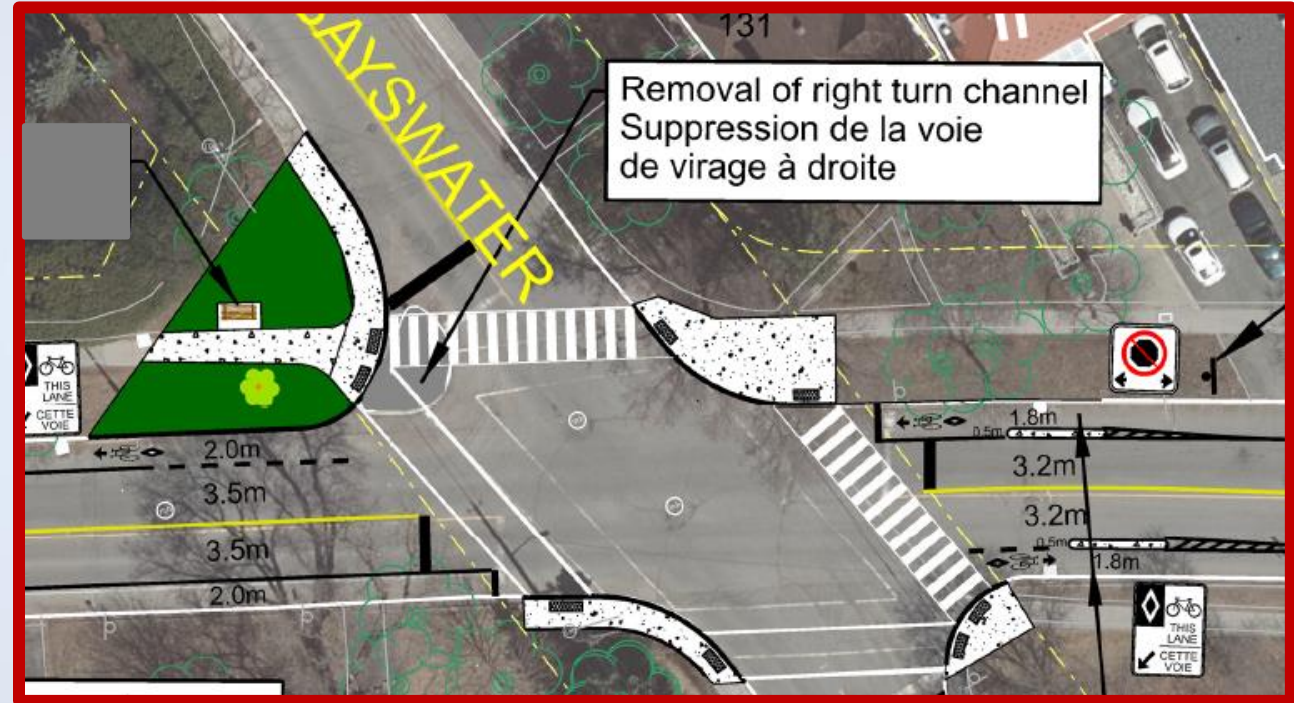 131
BAYSWATER
Removal of right turn channel
Suppression de la voie
de virage à droite
THIS
LANE
CETTE
VOIE
2.0m
3.5m
3.5m
2.0m
1.8m
0.5m
3.2m
3.2m
0.5m
1.8m
THIS
LANE
CETTE
VOIE